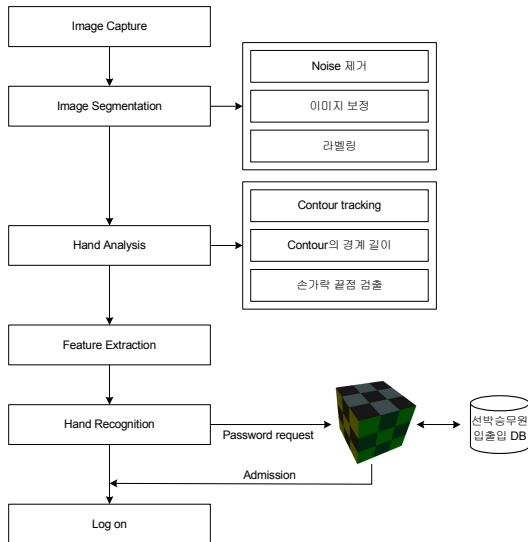 Image Capture
Image Segmentation
Noise 제거
이미지 보정
라벨링
Hand Analysis
Contour tracking
Contour의 경계 길이
손가락 끝점 검출
Feature Extraction
Hand Recognition
Password request
선박승무원
입출입 DB
Admission
Log on